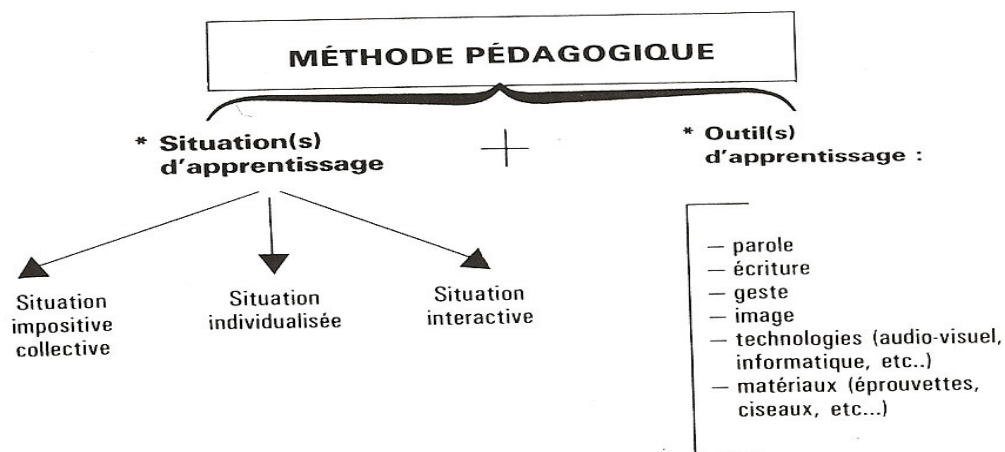 MÉTHODE PÉDAGOGIQUE
* Situation(s)
d'apprentissage
+
* Outil(s)
d'apprentissage :
Situation
impositive
collective
Situation
individualisée
Situation
interactive
— parole
— écriture
— geste
— image
— technologies (audio-visuel,
informatique, etc..)
— matériaux (éprouvettes,
ciseaux, etc...)